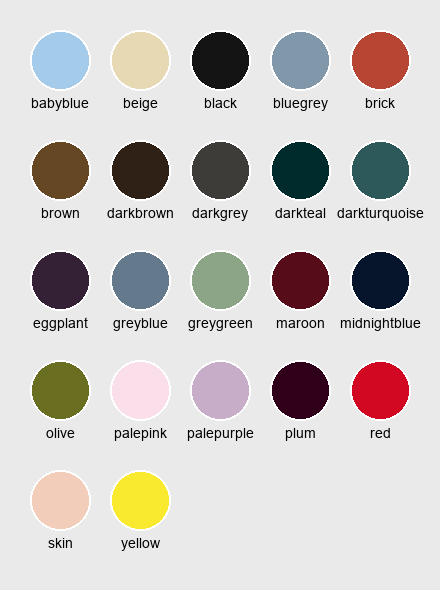 babyblue beige black bluegrey brick
brown darkbrown darkgrey darkteal darkturquoise
eggplant greyblue greygreen maroon midnightblue
olive palepink palepurple plum red
skin yellow